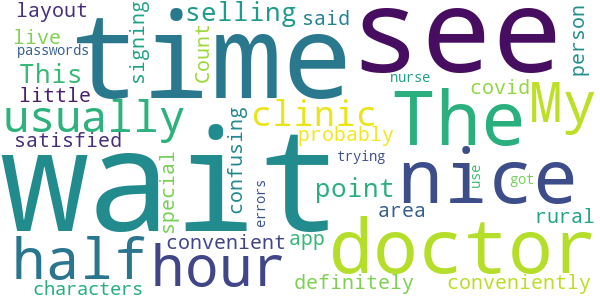 layout
live
passwords
signing
selling
said
person
time
Count
see
This
little
nurse
covid
usually
clinic
The
My
satisfied
confusing
probably
wait
trying
nice
special
errors
point
use
got
area
rural
half
hour
convenient
app
doctor
characters
definitely
conveniently